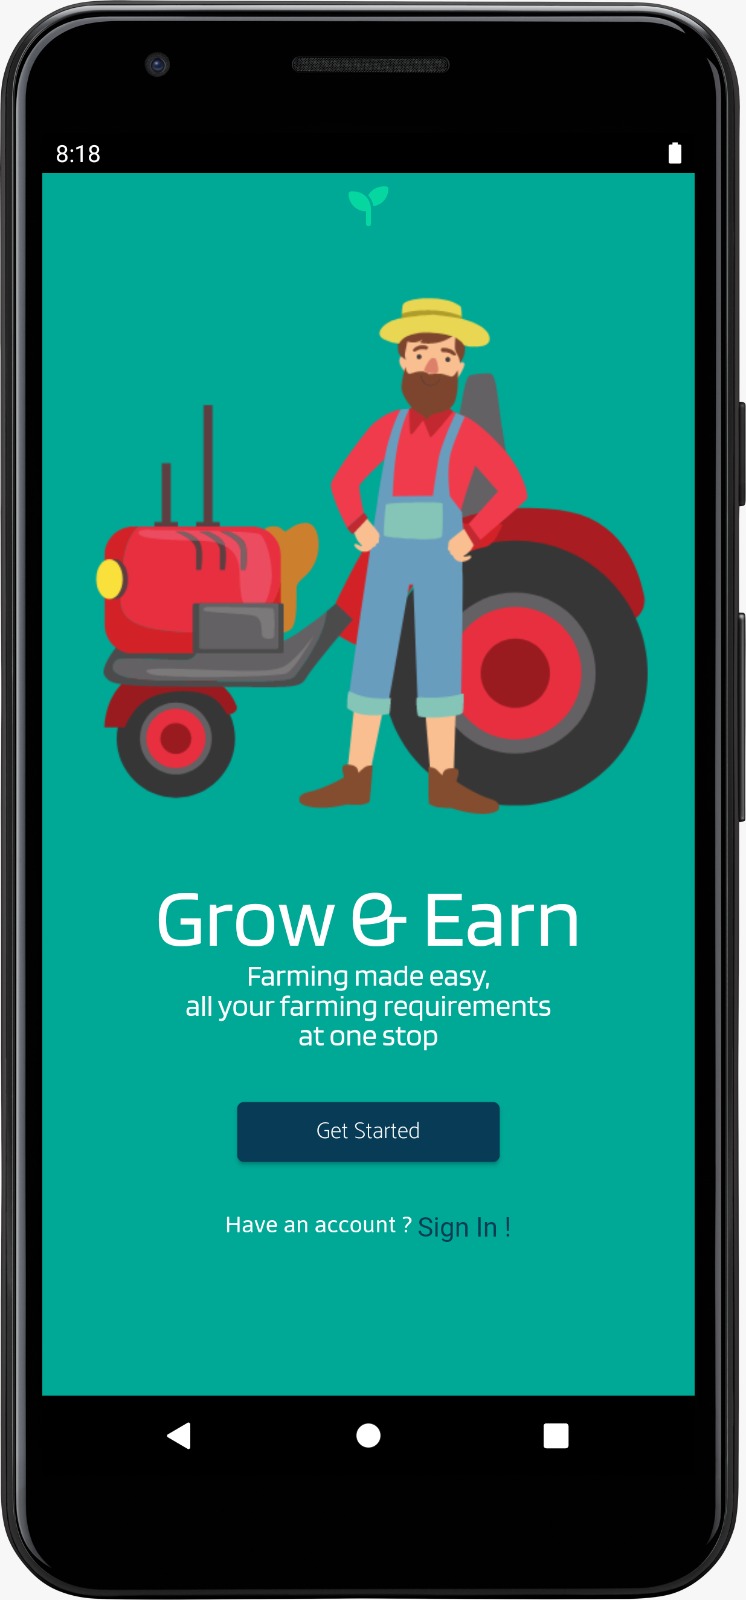 8:18
Grow & Earn
Farming made easy,
all your farming requirements
at one stop
Get Started
Have an account ? Sign In !